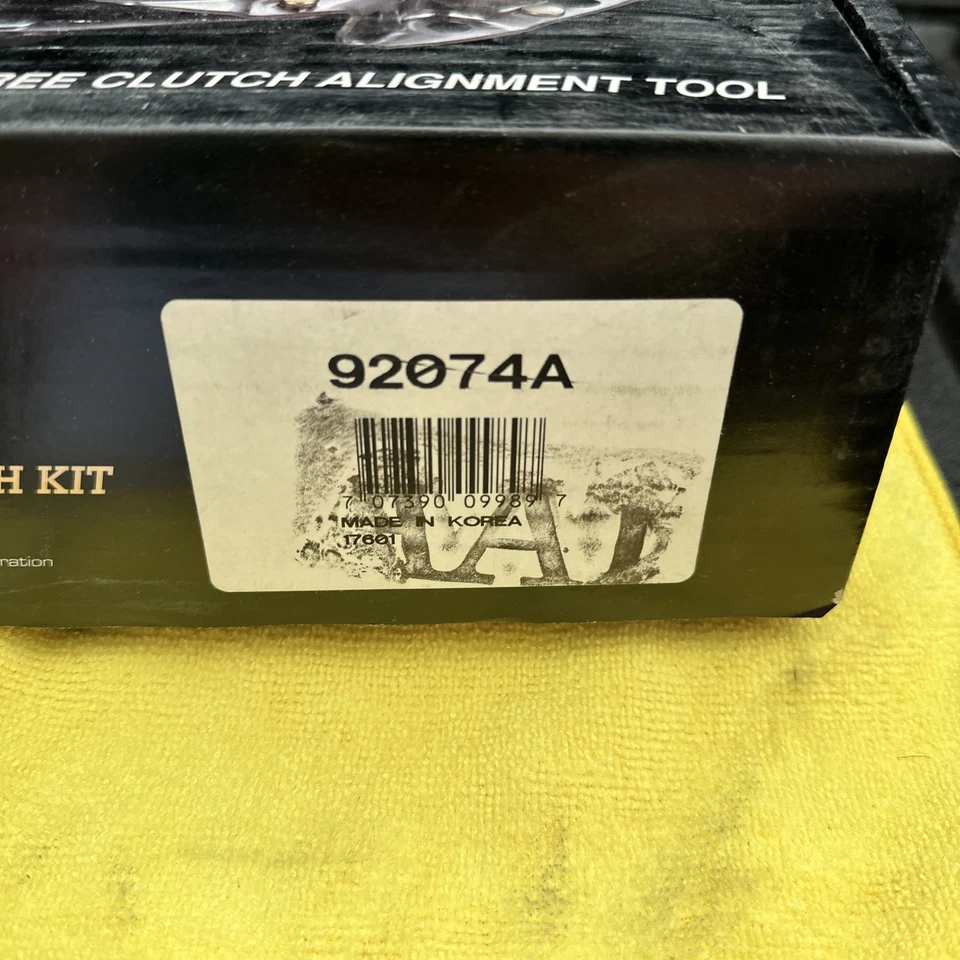 REE CLUTCH ALIGNMENT TOOL
92074A
H KIT
7 07390 09989 7
MADE IN KOREA
17601
ration